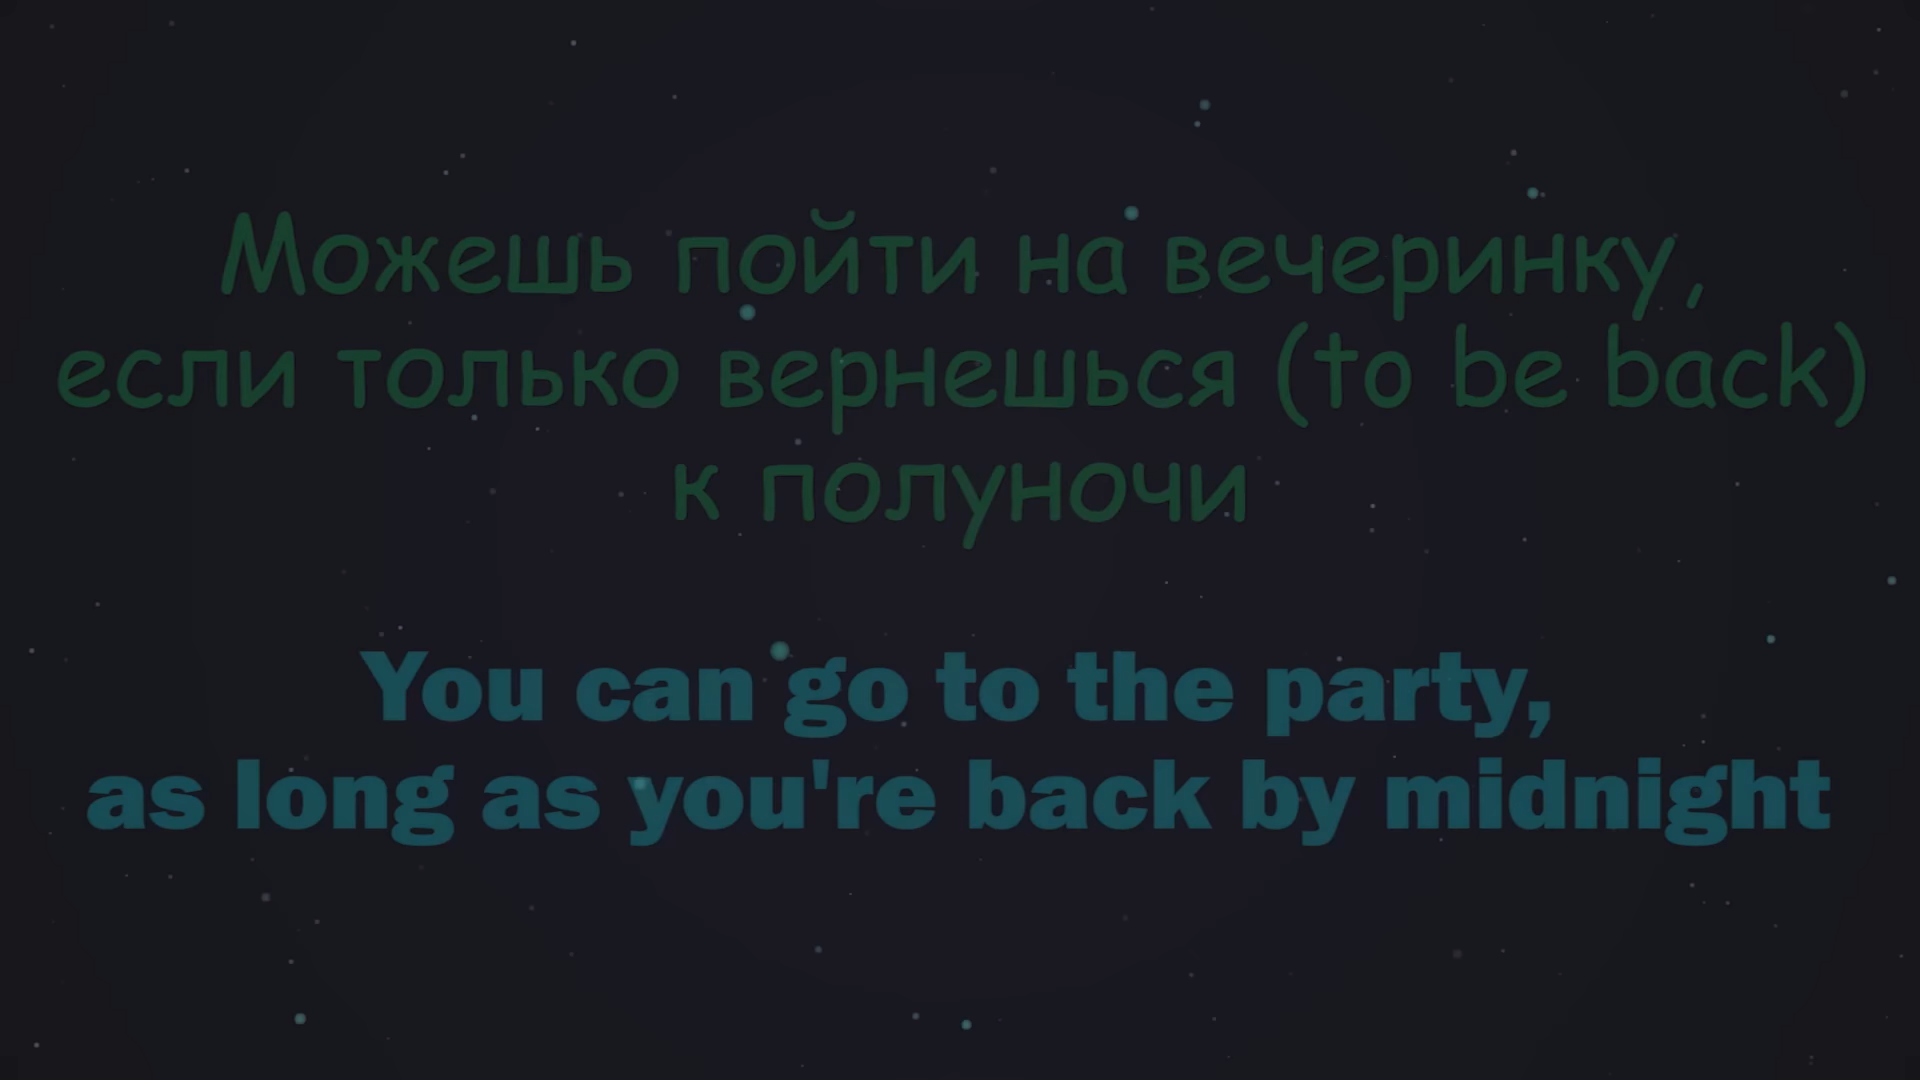 Можешь пойти на вечеринку,
если только вернешься (to be back)
к полуночи
You can go to the party,
as long as you're back by midnight